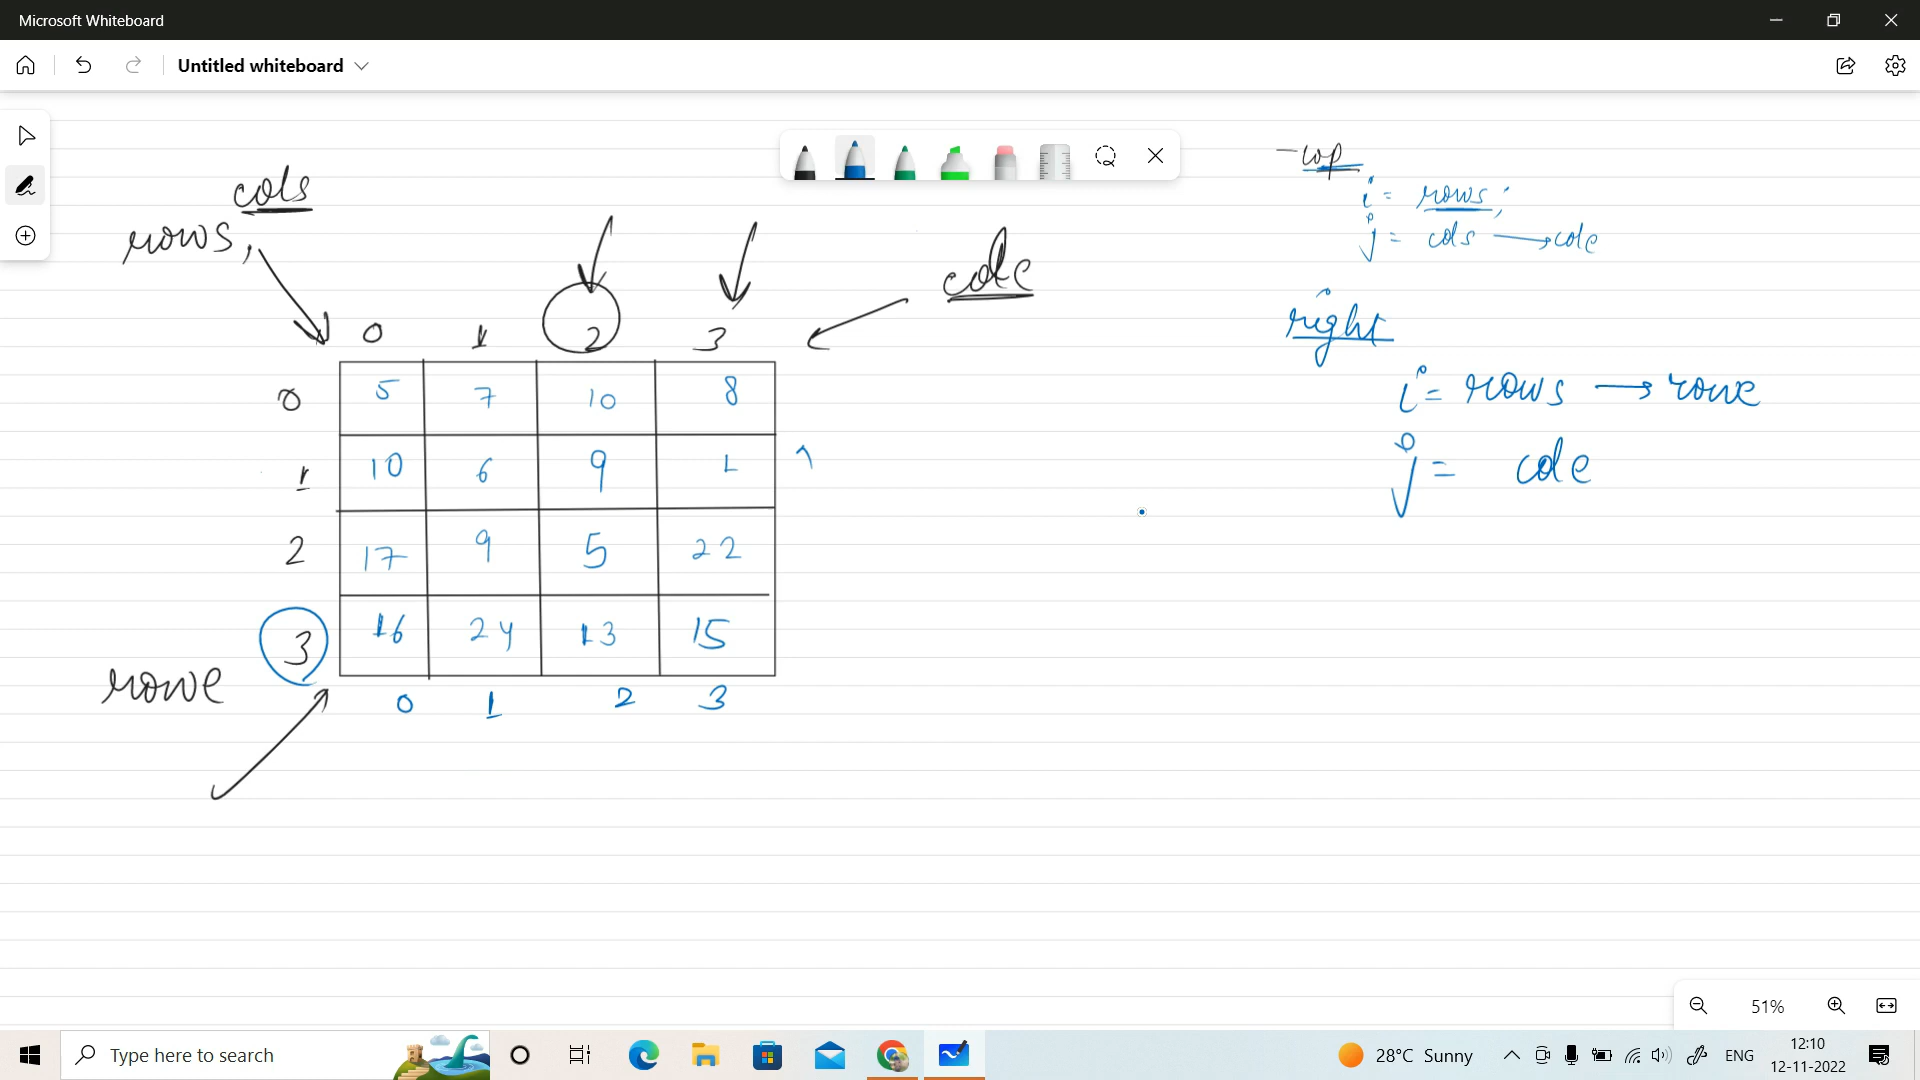 Microsoft Whiteboard
Untitled whiteboard
cols
rows,
cole
0 1 2 3
0 5 7 10 8
1 10 6 9 1
2 17 9 5 22
3 16 24 13 15
rowe
0 1 2 3
top
i = rows;
j = cols → cole
right
i = rows → rowe
j = cole
51%
Type here to search
28°C Sunny
ENG
12:10
12-11-2022